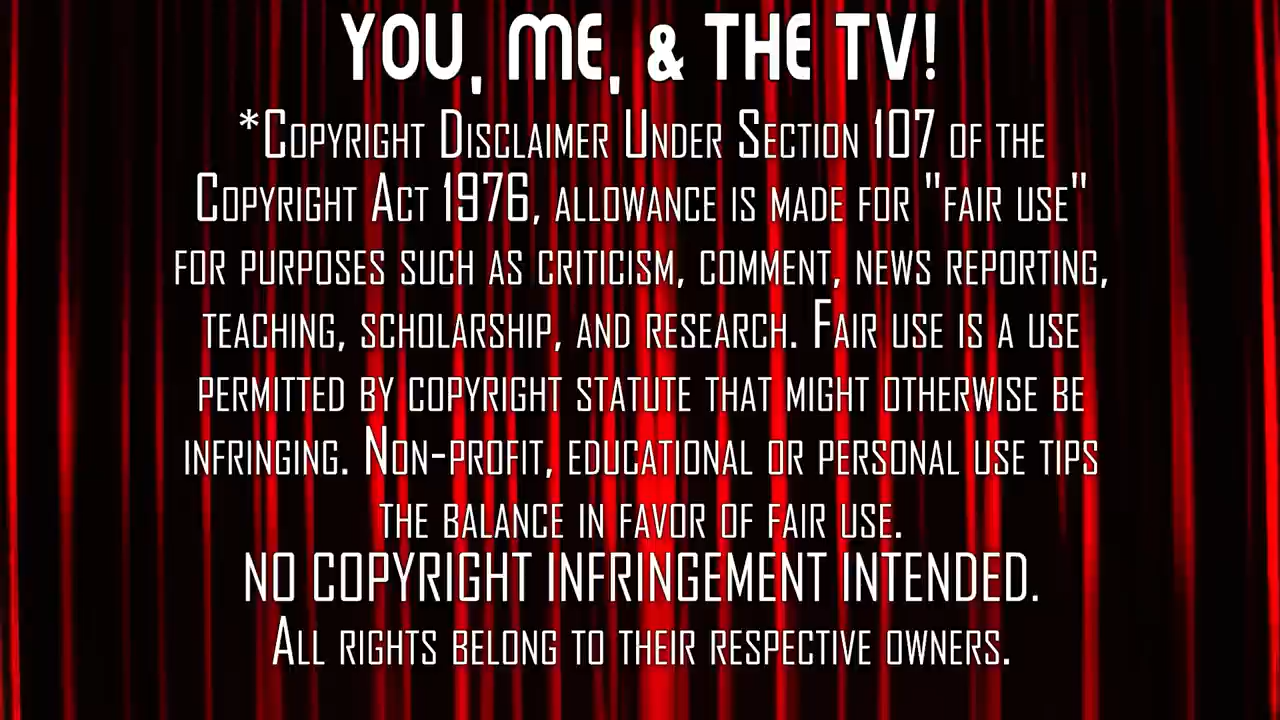 YOU, ME, & THE TV!
*Copyright Disclaimer Under Section 107 of the
Copyright Act 1976, allowance is made for "fair use"
for purposes such as criticism, comment, news reporting,
teaching, scholarship, and research. Fair use is a use
permitted by copyright statute that might otherwise be
infringing. Non-profit, educational or personal use tips
the balance in favor of fair use.
NO COPYRIGHT INFRINGEMENT INTENDED.
All rights belong to their respective owners.